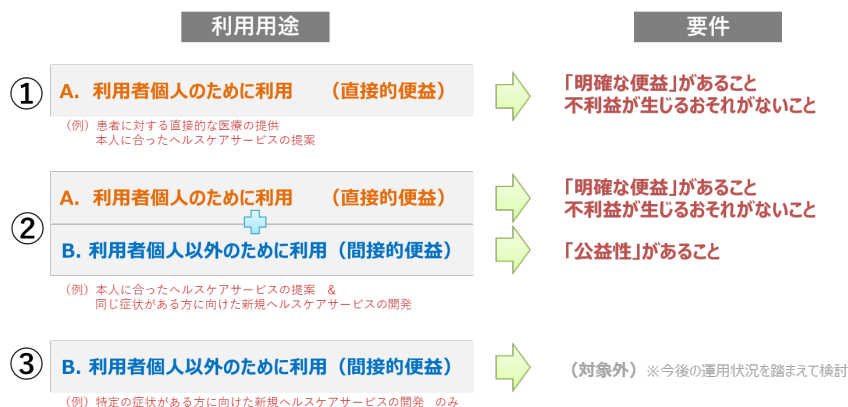 利用用途
要件
①
A. 利用者個人のために利用 （直接的便益）
「明確な便益」があること
不利益が生じるおそれがないこと
（例）患者に対する直接的な医療の提供
本人に合ったヘルスケアサービスの提案
②
A. 利用者個人のために利用 （直接的便益）
「明確な便益」があること
不利益が生じるおそれがないこと
B. 利用者個人以外のために利用（間接的便益）
「公益性」があること
（例）本人に合ったヘルスケアサービスの提案 &
同じ症状がある方に向けた新規ヘルスケアサービスの開発
③
B. 利用者個人以外のために利用（間接的便益）
（対象外）※今後の運用状況を踏まえて検討
（例）特定の症状がある方に向けた新規ヘルスケアサービスの開発 のみ